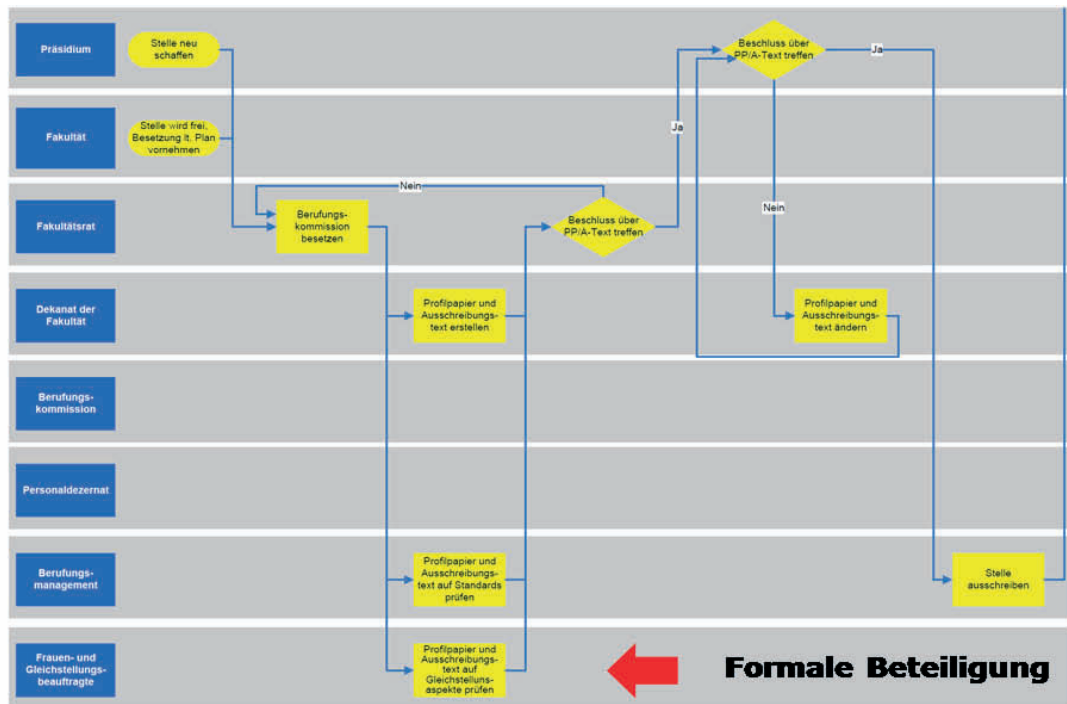 Präsidium
Stelle neu
schaffen
Beschluss über
PP/A-Text treffen
Ja
Fakultät
Stelle wird frei,
Besetzung lt. Plan
vornehmen
Ja
Fakultätsrat
Nein
Berufungs-
kommission
besetzen
Beschluss über
PP/A-Text treffen
Nein
Dekanat der
Fakultät
Profilpapier und
Ausschreibungs-
text erstellen
Profilpapier und
Ausschreibungs-
text ändern
Berufungs-
kommission
Personaldezernat
Berufungs-
management
Profilpapier und
Ausschreibungs-
text auf Standards
prüfen
Stelle
ausschreiben
Frauen- und
Gleichstellungs-
beauftragte
Profilpapier und
Ausschreibungs-
text auf
Gleichstellungs-
aspekte prüfen
Formale Beteiligung